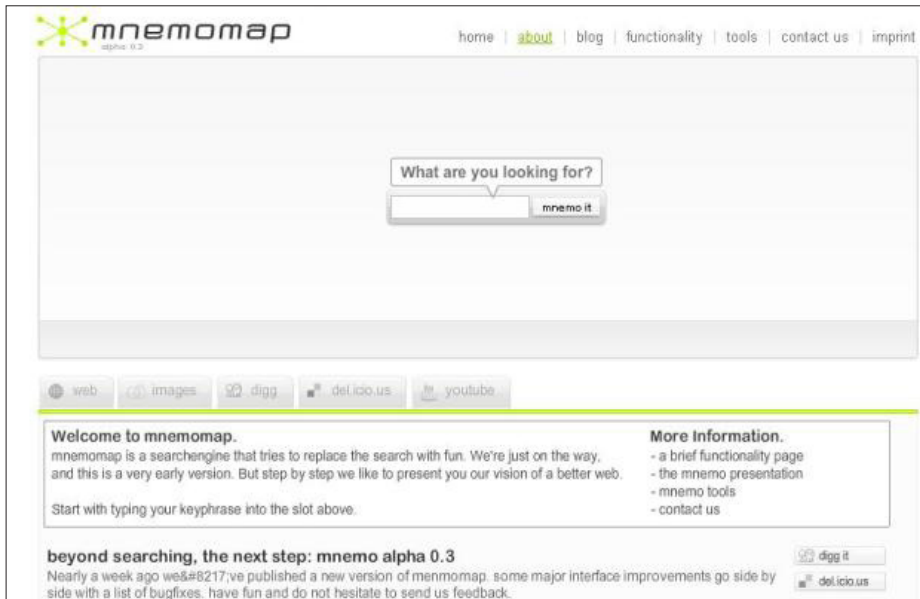 mnemomap
alpha 0.3
home | about | blog | functionality | tools | contact us | imprint
What are you looking for?
mnemo it
web
images
digg
del.icio.us
youtube
Welcome to mnemomap.
mnemomap is a searchengine that tries to replace the search with fun. We're just on the way,
and this is a very early version. But step by step we like to present you our vision of a better web.
Start with typing your keyphrase into the slot above.
More Information.
- a brief functionality page
- the mnemo presentation
- mnemo tools
- contact us
beyond searching, the next step: mnemo alpha 0.3
Nearly a week ago we&#8217;ve published a new version of menmomap. some major interface improvements go side by
side with a list of bugfixes. have fun and do not hesitate to send us feedback.
digg it
del.icio.us